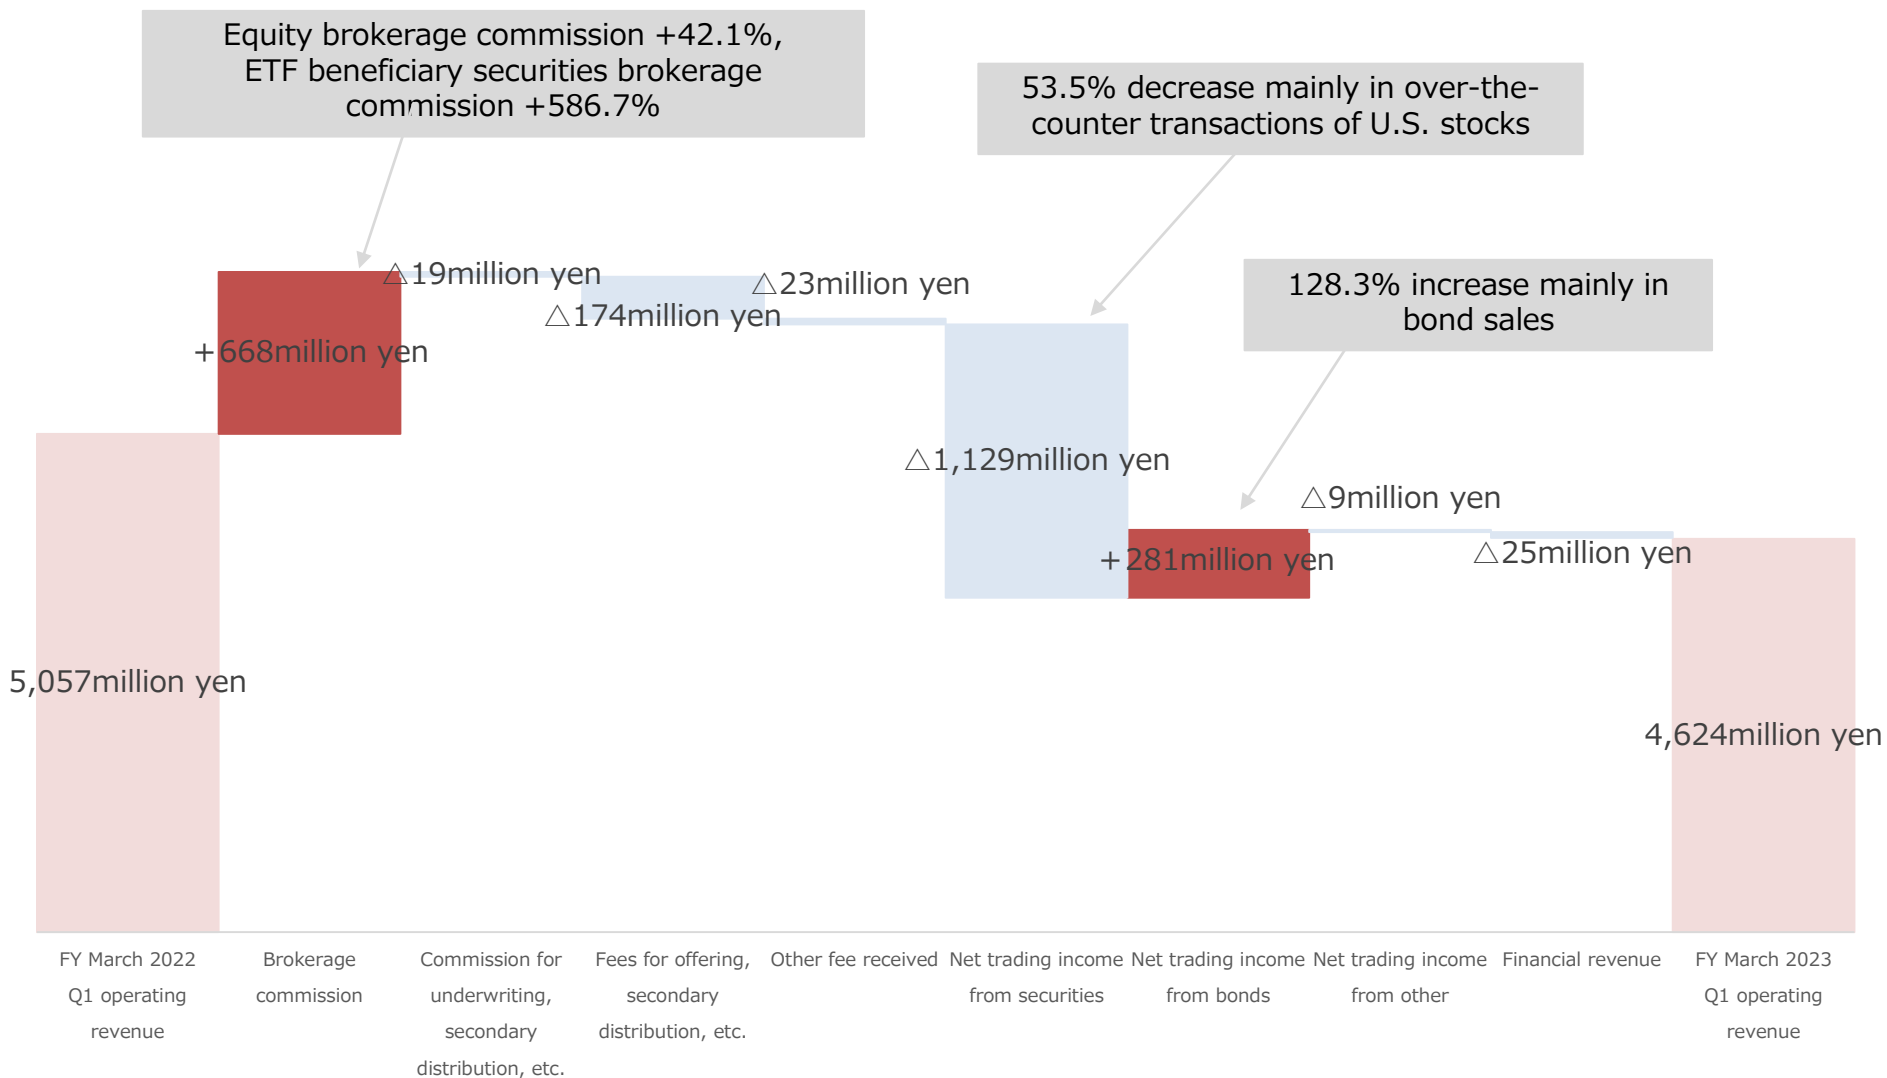 Equity brokerage commission +42.1%,
ETF beneficiary securities brokerage
commission +586.7%
53.5% decrease mainly in over-the-
counter transactions of U.S. stocks
128.3% increase mainly in
bond sales
5,057million yen
+668million yen
△19million yen
△174million yen
△23million yen
△1,129million yen
+281million yen
△9million yen
△25million yen
4,624million yen
FY March 2022
Q1 operating
revenue
Brokerage
commission
Commission for
underwriting,
secondary
distribution, etc.
Fees for offering,
secondary
distribution, etc.
Other fee received
Net trading income
from securities
Net trading income
from bonds
Net trading income
from other
Financial revenue
FY March 2023
Q1 operating
revenue